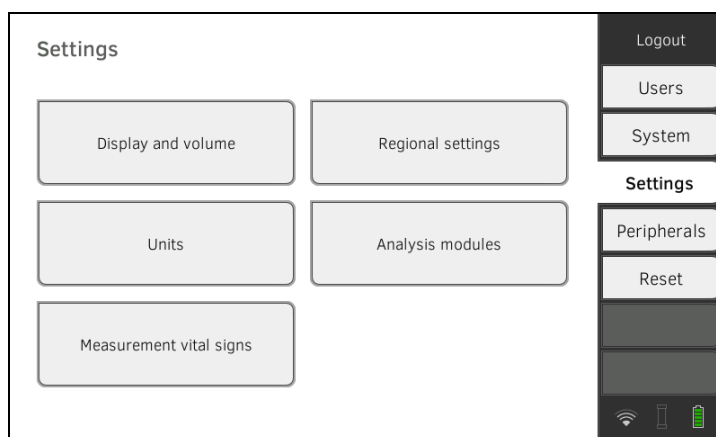 Settings
Display and volume
Regional settings
Units
Analysis modules
Measurement vital signs
Logout
Users
System
Settings
Peripherals
Reset